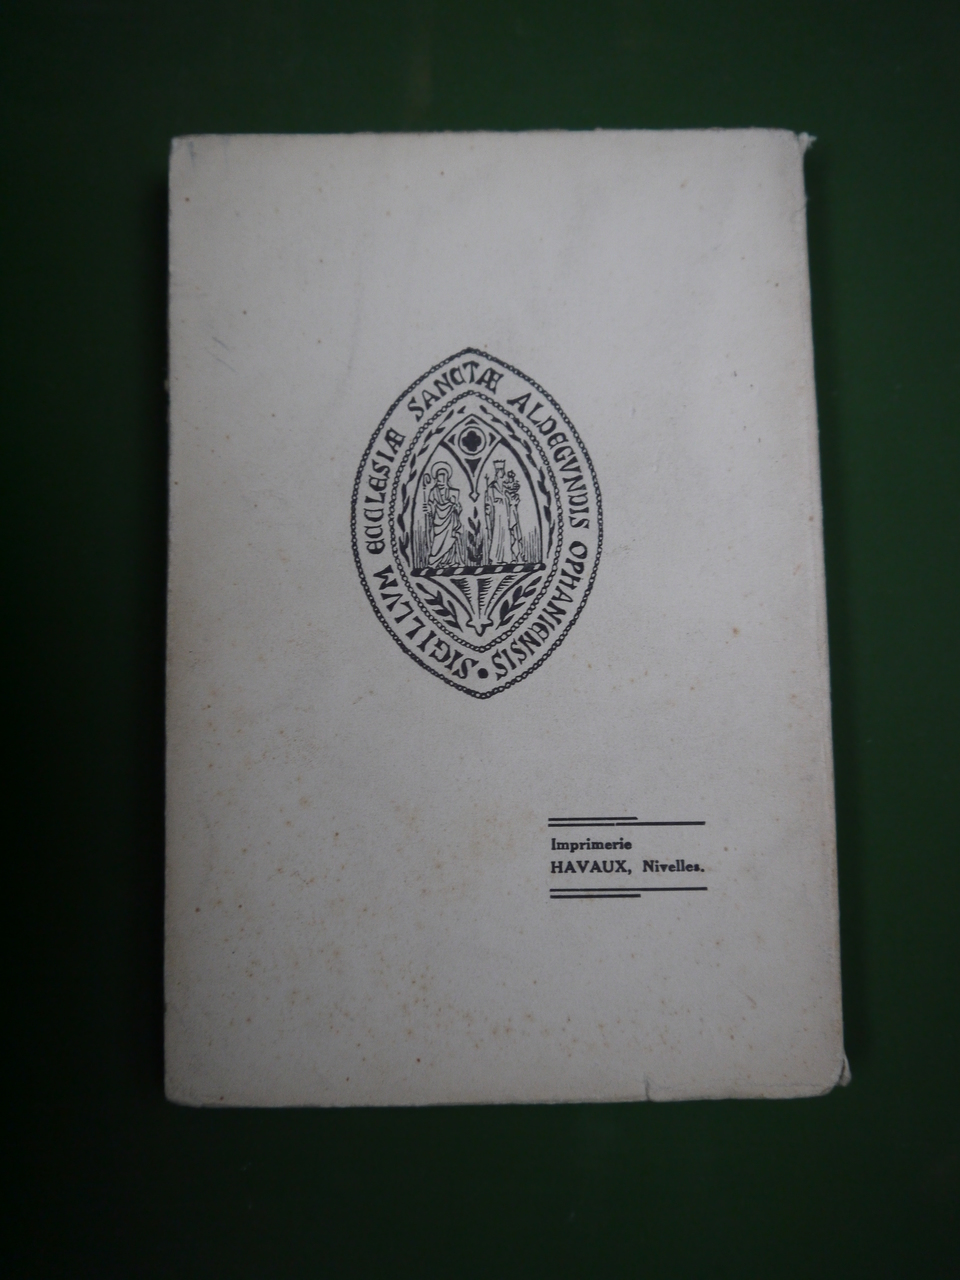 SIGILLVM ECCLESIÆ SANCTÆ ALDEGVNDIS OPHANIENSIS
Imprimerie
HAVAUX, Nivelles.